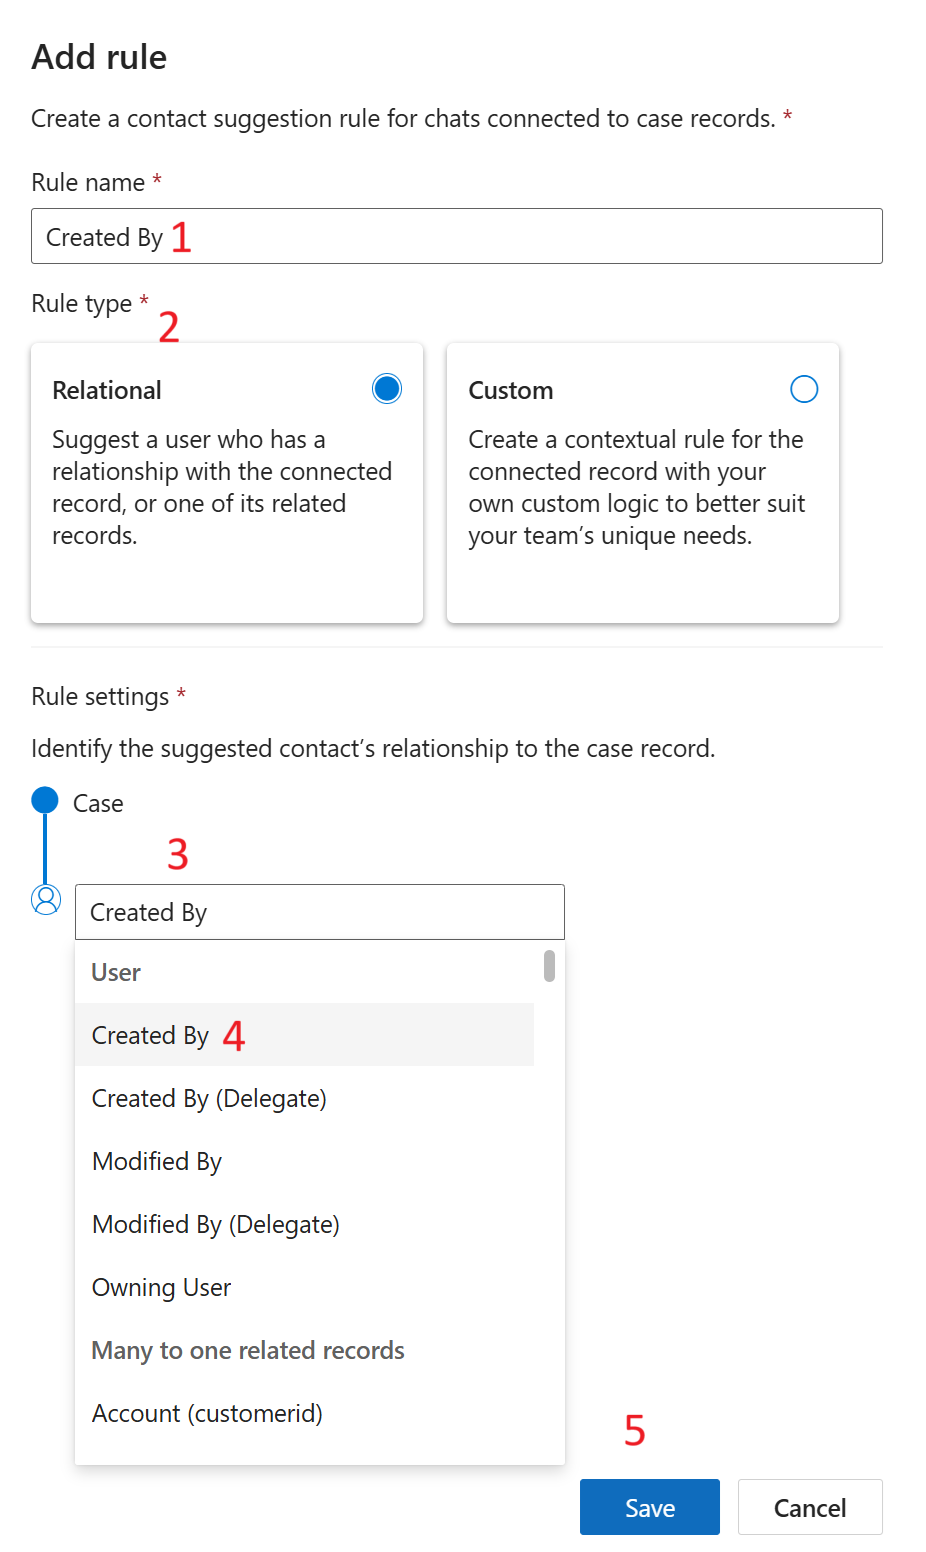 Add rule
Create a contact suggestion rule for chats connected to case records. *
Rule name *
Created By 1
Rule type *
2
Relational
Suggest a user who has a
relationship with the connected
record, or one of its related
records.
Custom
Create a contextual rule for the
connected record with your
own custom logic to better suit
your team’s unique needs.
Rule settings *
Identify the suggested contact’s relationship to the case record.
Case
3
Created By
User
Created By 4
Created By (Delegate)
Modified By
Modified By (Delegate)
Owning User
Many to one related records
Account (customerid)
5
Save
Cancel